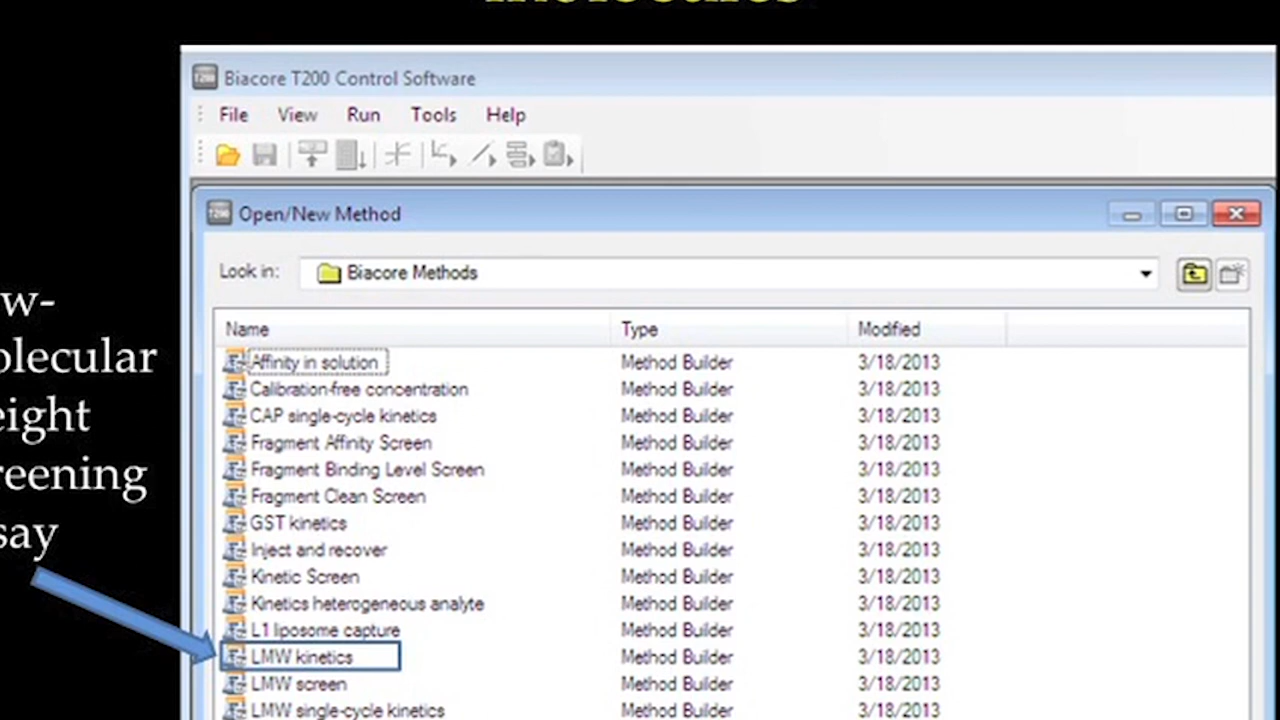 Biacore T200 Control Software
File View Run Tools Help
Open/New Method
Look in: Biacore Methods
Name Type Modified
Affinity in solution Method Builder 3/18/2013
Calibration-free concentration Method Builder 3/18/2013
CAP single-cycle kinetics Method Builder 3/18/2013
Fragment Affinity Screen Method Builder 3/18/2013
Fragment Binding Level Screen Method Builder 3/18/2013
Fragment Clean Screen Method Builder 3/18/2013
GST kinetics Method Builder 3/18/2013
Inject and recover Method Builder 3/18/2013
Kinetic Screen Method Builder 3/18/2013
Kinetics heterogeneous analyte Method Builder 3/18/2013
L1 liposome capture Method Builder 3/18/2013
LMW kinetics Method Builder 3/18/2013
LMW screen Method Builder 3/18/2013
LMW single-cycle kinetics Method Builder 3/18/2013
w-
olecular
eight
reening
say